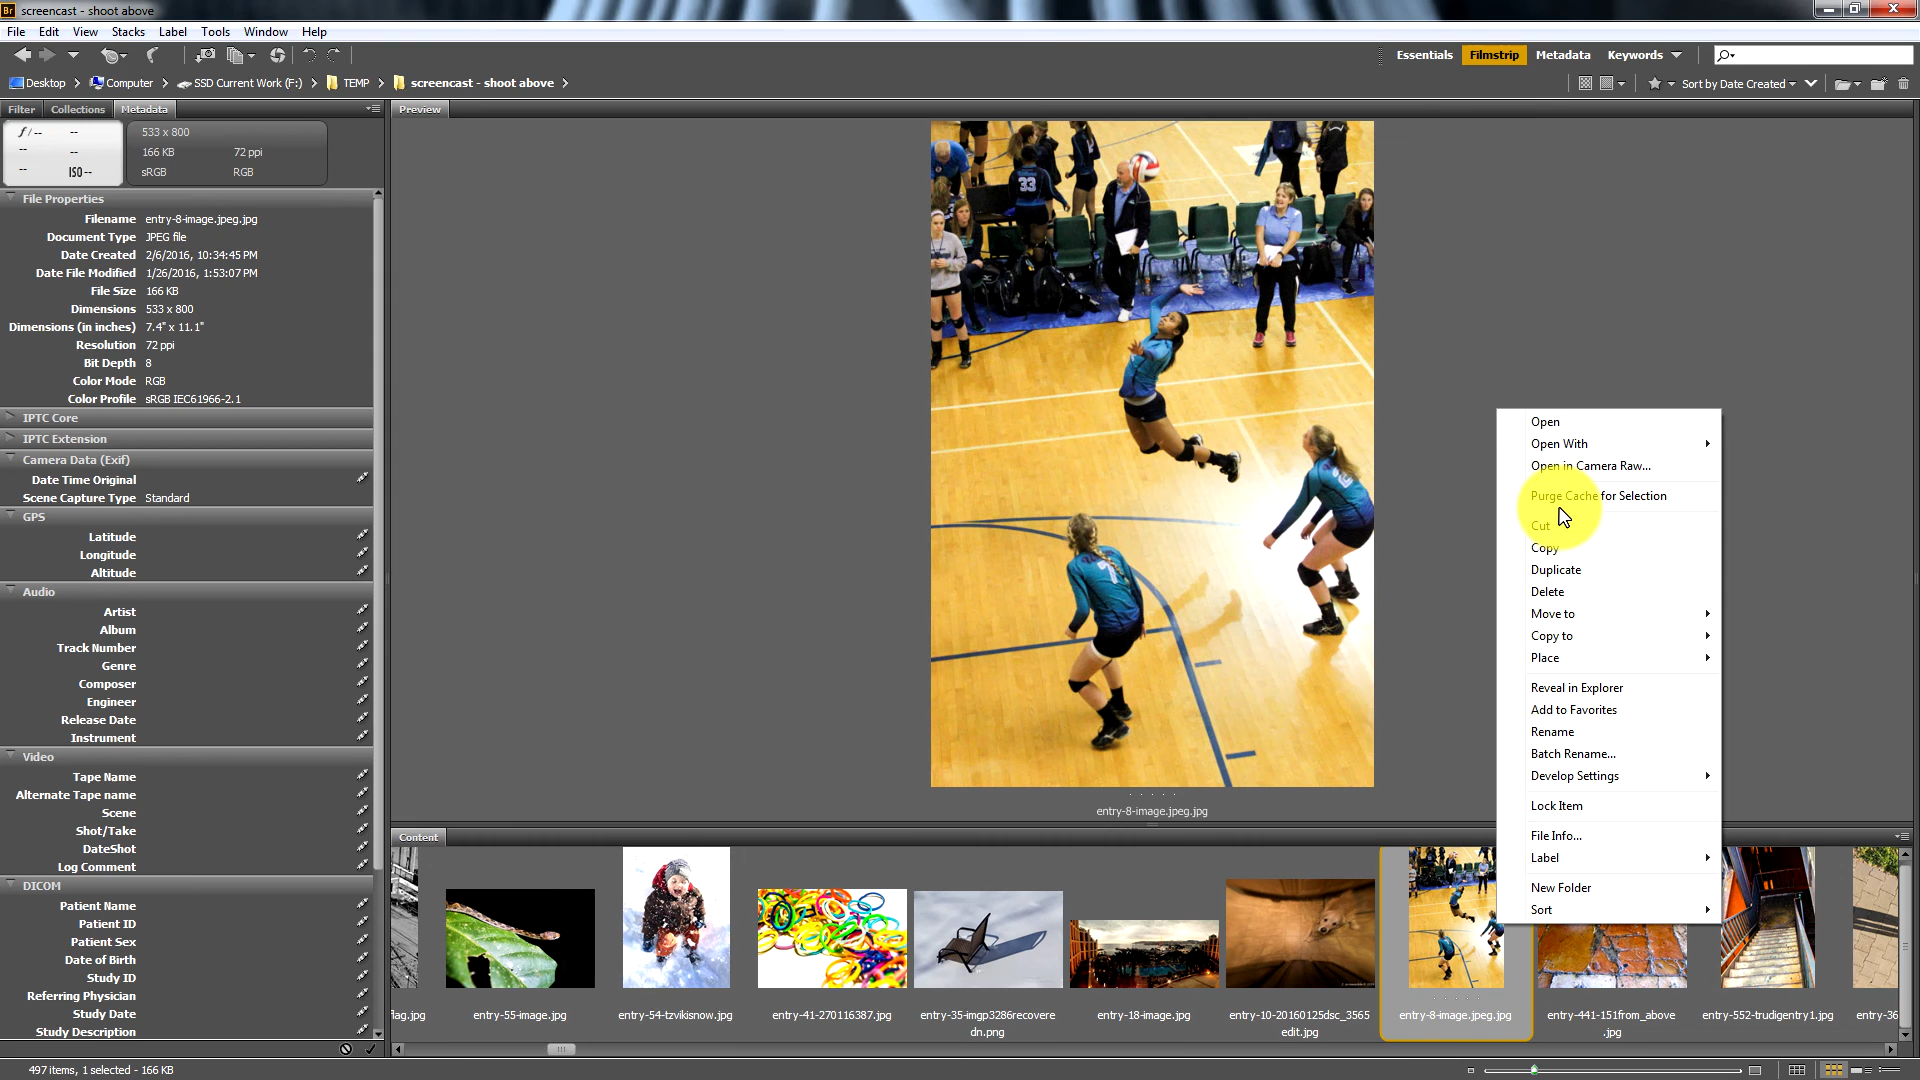 Br screencast - shoot above
File Edit View Stacks Label Tools Window Help
Essentials Filmstrip Metadata Keywords
Desktop Computer SSD Current Work (F:) TEMP screencast - shoot above
Sort by Date Created
Filter Collections Metadata
Preview
f/-- --
-- --
-- ISO--
533 x 800
166 KB 72 ppi
sRGB RGB
File Properties
Filename entry-8-image.jpeg.jpg
Document Type JPEG file
Date Created 2/6/2016, 10:34:45 PM
Date File Modified 1/26/2016, 1:53:07 PM
File Size 166 KB
Dimensions 533 x 800
Dimensions (in inches) 7.4" x 11.1"
Resolution 72 ppi
Bit Depth 8
Color Mode RGB
Color Profile sRGB IEC61966-2.1
IPTC Core
IPTC Extension
Camera Data (Exif)
Date Time Original
Scene Capture Type Standard
GPS
Latitude
Longitude
Altitude
Audio
Artist
Album
Track Number
Genre
Composer
Engineer
Release Date
Instrument
Video
Tape Name
Alternate Tape name
Scene
Shot/Take
DateShot
Log Comment
DICOM
Patient Name
Patient ID
Patient Sex
Date of Birth
Study ID
Referring Physician
Study Date
Study Description
33
7
entry-8-image.jpeg.jpg
Open
Open With
Open in Camera Raw...
Purge Cache for Selection
Cut
Copy
Duplicate
Delete
Move to
Copy to
Place
Reveal in Explorer
Add to Favorites
Rename
Batch Rename...
Develop Settings
Lock Item
File Info...
Label
New Folder
Sort
Content
flag.jpg
entry-55-image.jpg
entry-54-tzvikisnow.jpg
entry-41-270116387.jpg
entry-35-imgp3286recovere
dn.png
entry-18-image.jpg
entry-10-20160125dsc_3565
edit.jpg
entry-8-image.jpeg.jpg
entry-441-151from_above
.jpg
entry-552-trudigentry1.jpg
entry-36
497 items, 1 selected - 166 KB